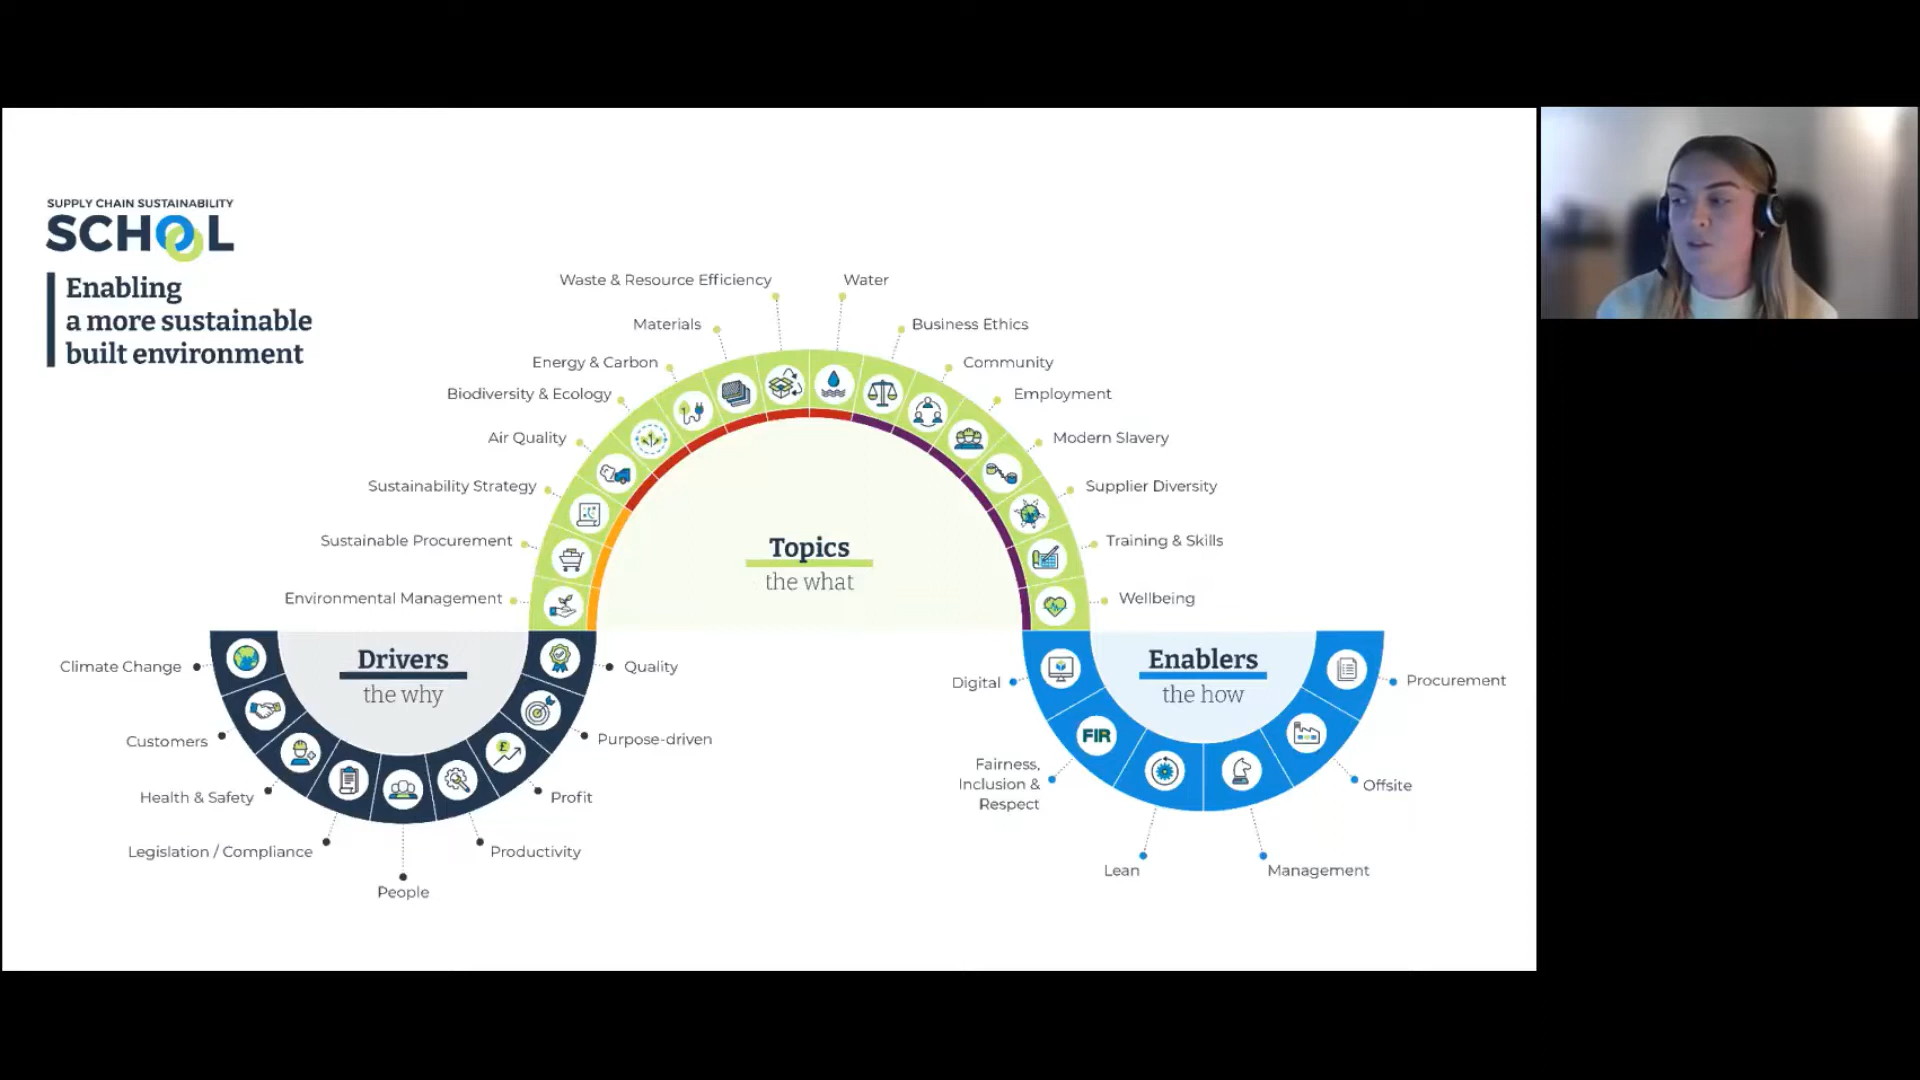 SUPPLY CHAIN SUSTAINABILITY
SCHOOL
Enabling
a more sustainable
built environment
Waste & Resource Efficiency
Water
Materials
Business Ethics
Energy & Carbon
Community
Biodiversity & Ecology
Employment
Air Quality
Modern Slavery
Sustainability Strategy
Supplier Diversity
Sustainable Procurement
Training & Skills
Environmental Management
Wellbeing
Topics
the what
Drivers
the why
Climate Change
Customers
Health & Safety
Legislation / Compliance
People
Productivity
Profit
Purpose-driven
Quality
£
Enablers
the how
Digital
FIR
Fairness,
Inclusion &
Respect
Lean
Management
Offsite
Procurement